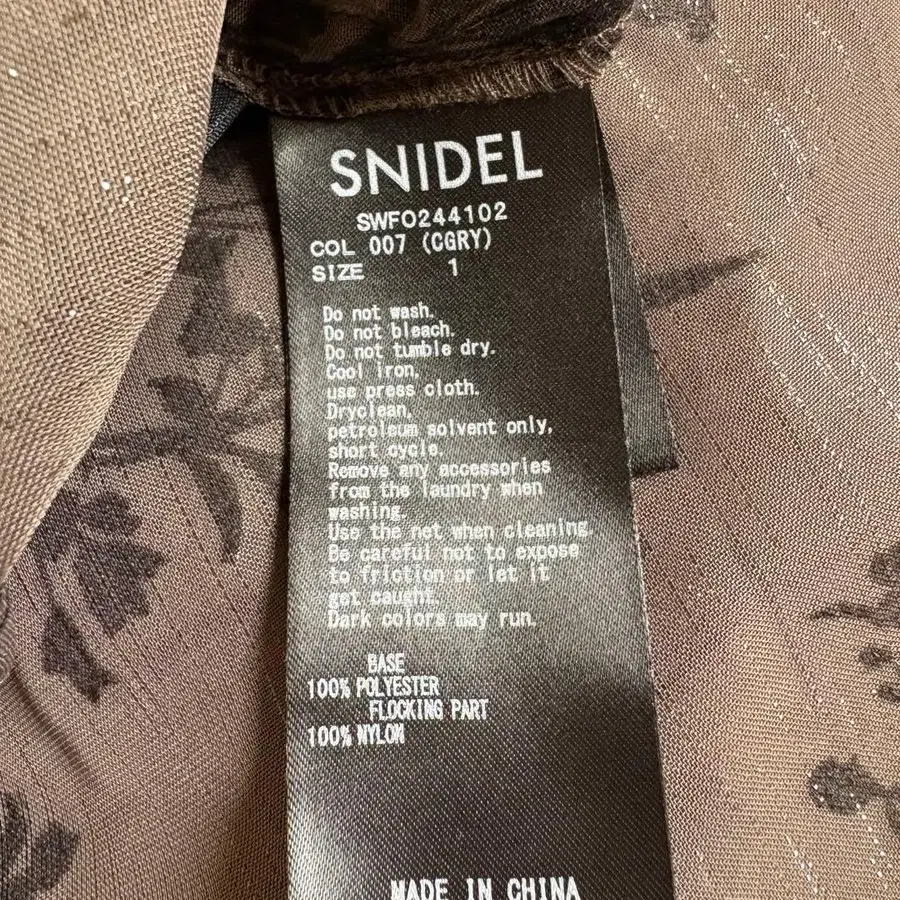 SNIDEL
SWFO244102
COL 007 (CGRY)
SIZE 1
Do not wash.
Do not bleach.
Do not tumble dry.
Cool iron,
use press cloth.
Dryclean,
petroleum solvent only,
short cycle.
Remove any accessories
from the laundry when
washing.
Use the net when cleaning.
Be careful not to expose
to friction or let it
get caught.
Dark colors may run.
BASE
100% POLYESTER
FLOCKING PART
100% NYLON
MADE IN CHINA